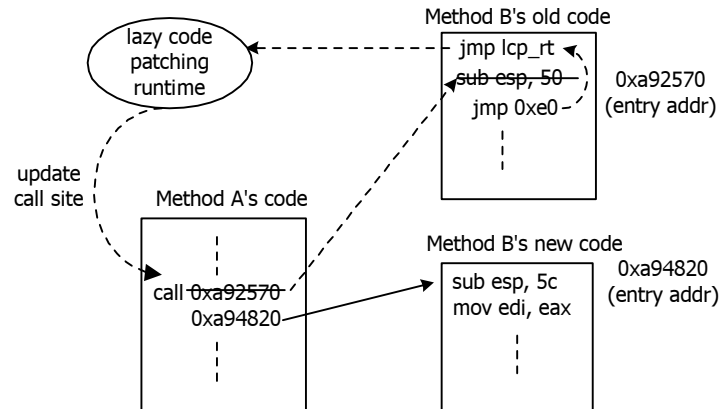 lazy code
patching
runtime
update
call site
Method A's code
call 0xa92570
0xa94820
Method B's old code
jmp lcp_rt
sub esp, 50
jmp 0xe0
0xa92570
(entry addr)
Method B's new code
sub esp, 5c
mov edi, eax
0xa94820
(entry addr)